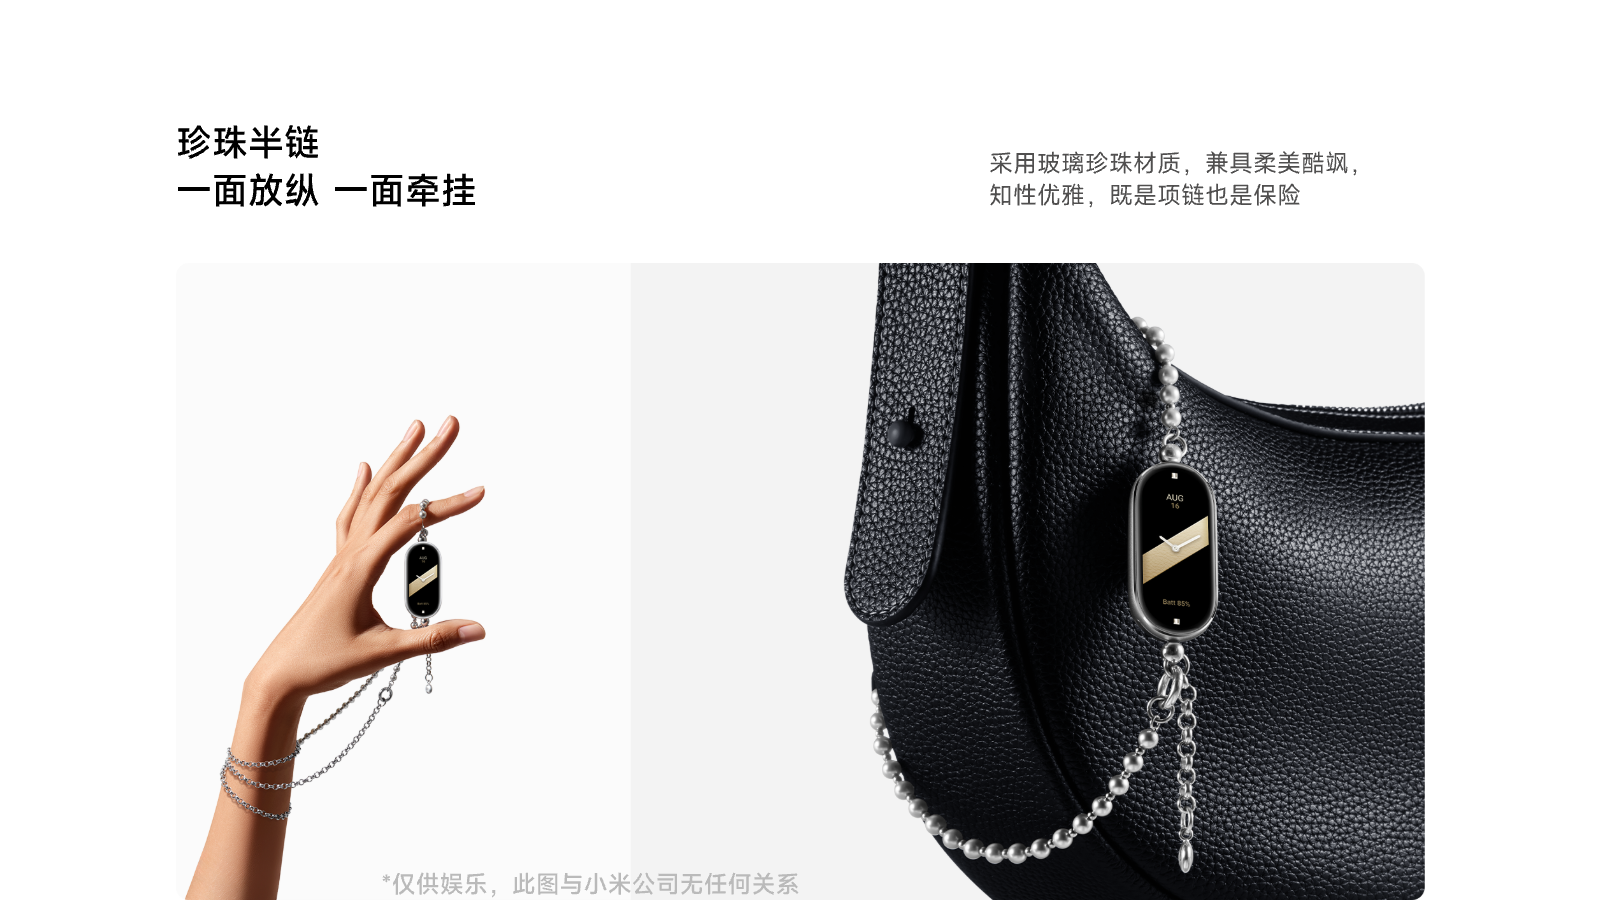 珍珠半链
一面放纵 一面牵挂
采用玻璃珍珠材质，兼具柔美酷飒，
知性优雅，既是项链也是保险
AUG
16
Batt 85%
*仅供娱乐，此图与小米公司无任何关系